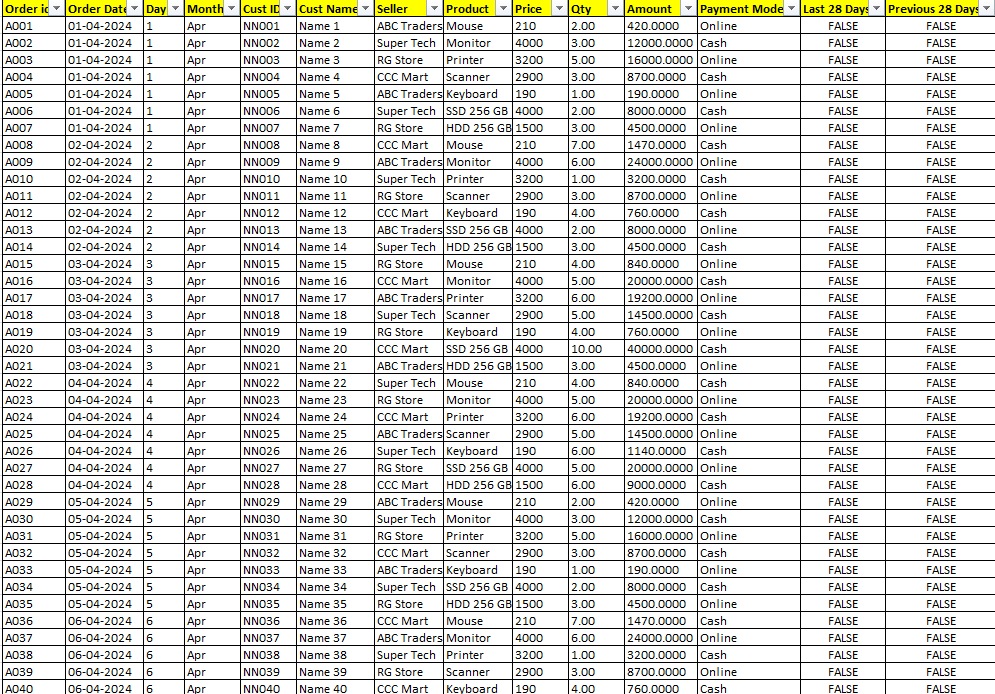 Order id Order Date Day Month Cust ID Cust Name Seller Product Price Qty Amount Payment Mode Last 28 Days Previous 28 Days
A001 01-04-2024 1 Apr NN001 Name 1 ABC Traders Mouse 210 2.00 420.0000 Online FALSE FALSE
A002 01-04-2024 1 Apr NN002 Name 2 Super Tech Monitor 4000 3.00 12000.0000 Cash FALSE FALSE
A003 01-04-2024 1 Apr NN003 Name 3 RG Store Printer 3200 5.00 16000.0000 Online FALSE FALSE
A004 01-04-2024 1 Apr NN004 Name 4 CCC Mart Scanner 2900 3.00 8700.0000 Cash FALSE FALSE
A005 01-04-2024 1 Apr NN005 Name 5 ABC Traders Keyboard 190 1.00 190.0000 Online FALSE FALSE
A006 01-04-2024 1 Apr NN006 Name 6 Super Tech SSD 256 GB 4000 2.00 8000.0000 Cash FALSE FALSE
A007 01-04-2024 1 Apr NN007 Name 7 RG Store HDD 256 GB 1500 3.00 4500.0000 Online FALSE FALSE
A008 02-04-2024 2 Apr NN008 Name 8 CCC Mart Mouse 210 7.00 1470.0000 Cash FALSE FALSE
A009 02-04-2024 2 Apr NN009 Name 9 ABC Traders Monitor 4000 6.00 24000.0000 Online FALSE FALSE
A010 02-04-2024 2 Apr NN010 Name 10 Super Tech Printer 3200 1.00 3200.0000 Cash FALSE FALSE
A011 02-04-2024 2 Apr NN011 Name 11 RG Store Scanner 2900 3.00 8700.0000 Online FALSE FALSE
A012 02-04-2024 2 Apr NN012 Name 12 CCC Mart Keyboard 190 4.00 760.0000 Cash FALSE FALSE
A013 02-04-2024 2 Apr NN013 Name 13 ABC Traders SSD 256 GB 4000 2.00 8000.0000 Online FALSE FALSE
A014 02-04-2024 2 Apr NN014 Name 14 Super Tech HDD 256 GB 1500 3.00 4500.0000 Cash FALSE FALSE
A015 03-04-2024 3 Apr NN015 Name 15 RG Store Mouse 210 4.00 840.0000 Online FALSE FALSE
A016 03-04-2024 3 Apr NN016 Name 16 CCC Mart Monitor 4000 5.00 20000.0000 Cash FALSE FALSE
A017 03-04-2024 3 Apr NN017 Name 17 ABC Traders Printer 3200 6.00 19200.0000 Online FALSE FALSE
A018 03-04-2024 3 Apr NN018 Name 18 Super Tech Scanner 2900 5.00 14500.0000 Cash FALSE FALSE
A019 03-04-2024 3 Apr NN019 Name 19 RG Store Keyboard 190 4.00 760.0000 Online FALSE FALSE
A020 03-04-2024 3 Apr NN020 Name 20 CCC Mart SSD 256 GB 4000 10.00 40000.0000 Cash FALSE FALSE
A021 03-04-2024 3 Apr NN021 Name 21 ABC Traders HDD 256 GB 1500 3.00 4500.0000 Online FALSE FALSE
A022 04-04-2024 4 Apr NN022 Name 22 Super Tech Mouse 210 4.00 840.0000 Cash FALSE FALSE
A023 04-04-2024 4 Apr NN023 Name 23 RG Store Monitor 4000 5.00 20000.0000 Online FALSE FALSE
A024 04-04-2024 4 Apr NN024 Name 24 CCC Mart Printer 3200 6.00 19200.0000 Cash FALSE FALSE
A025 04-04-2024 4 Apr NN025 Name 25 ABC Traders Scanner 2900 5.00 14500.0000 Online FALSE FALSE
A026 04-04-2024 4 Apr NN026 Name 26 Super Tech Keyboard 190 6.00 1140.0000 Cash FALSE FALSE
A027 04-04-2024 4 Apr NN027 Name 27 RG Store SSD 256 GB 4000 5.00 20000.0000 Online FALSE FALSE
A028 04-04-2024 4 Apr NN028 Name 28 CCC Mart HDD 256 GB 1500 6.00 9000.0000 Cash FALSE FALSE
A029 05-04-2024 5 Apr NN029 Name 29 ABC Traders Mouse 210 2.00 420.0000 Online FALSE FALSE
A030 05-04-2024 5 Apr NN030 Name 30 Super Tech Monitor 4000 3.00 12000.0000 Cash FALSE FALSE
A031 05-04-2024 5 Apr NN031 Name 31 RG Store Printer 3200 5.00 16000.0000 Online FALSE FALSE
A032 05-04-2024 5 Apr NN032 Name 32 CCC Mart Scanner 2900 3.00 8700.0000 Cash FALSE FALSE
A033 05-04-2024 5 Apr NN033 Name 33 ABC Traders Keyboard 190 1.00 190.0000 Online FALSE FALSE
A034 05-04-2024 5 Apr NN034 Name 34 Super Tech SSD 256 GB 4000 2.00 8000.0000 Cash FALSE FALSE
A035 05-04-2024 5 Apr NN035 Name 35 RG Store HDD 256 GB 1500 3.00 4500.0000 Online FALSE FALSE
A036 06-04-2024 6 Apr NN036 Name 36 CCC Mart Mouse 210 7.00 1470.0000 Cash FALSE FALSE
A037 06-04-2024 6 Apr NN037 Name 37 ABC Traders Monitor 4000 6.00 24000.0000 Online FALSE FALSE
A038 06-04-2024 6 Apr NN038 Name 38 Super Tech Printer 3200 1.00 3200.0000 Cash FALSE FALSE
A039 06-04-2024 6 Apr NN039 Name 39 RG Store Scanner 2900 3.00 8700.0000 Online FALSE FALSE
A040 06-04-2024 6 Apr NN040 Name 40 CCC Mart Keyboard 190 4.00 760.0000 Cash FALSE FALSE